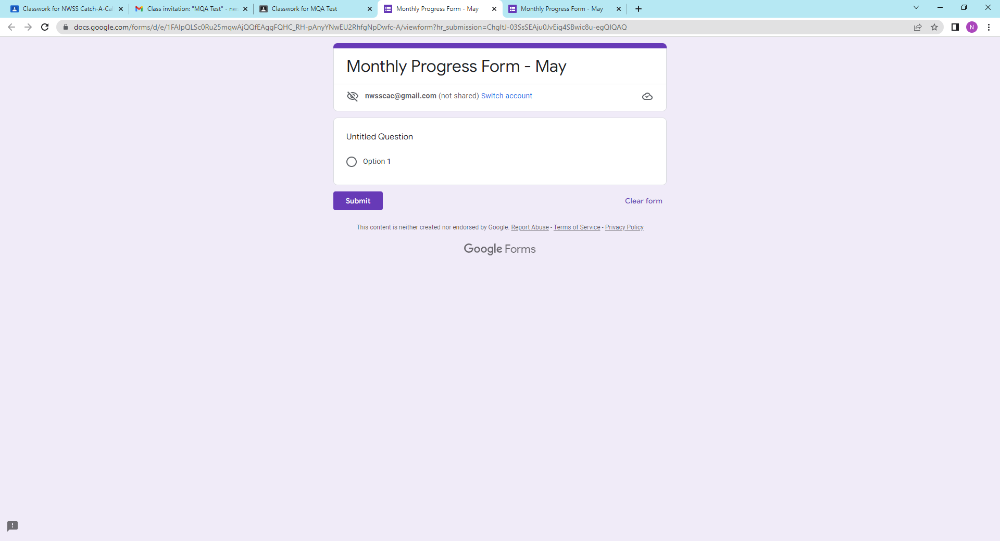 Classwork for NWSS Catch-A-Cal
Class invitation: "MQA Test" - nws
Classwork for MQA Test
Monthly Progress Form - May
Monthly Progress Form - May
docs.google.com/forms/d/e/1FAIpQLSc0Ru25mqwAjQQfEAggFQHC_RH-pAnyYNwEU2RhfgNpDwfc-A/viewform?hr_submission=ChgItJ-03SsSEAju0JvEig4SBwic8u-egQIQAQ
N
Monthly Progress Form - May
nwsscac@gmail.com (not shared) Switch account
Untitled Question
Option 1
Submit
Clear form
This content is neither created nor endorsed by Google. Report Abuse - Terms of Service - Privacy Policy
Google Forms